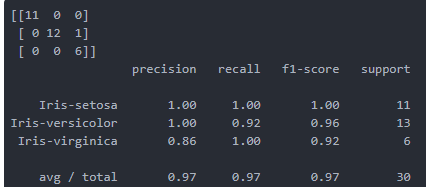 [[11  0  0]
 [ 0 12  1]
 [ 0  0  6]]
                 precision    recall  f1-score   support

    Iris-setosa       1.00      1.00      1.00        11
Iris-versicolor       1.00      0.92      0.96        13
 Iris-virginica       0.86      1.00      0.92         6

    avg / total       0.97      0.97      0.97        30